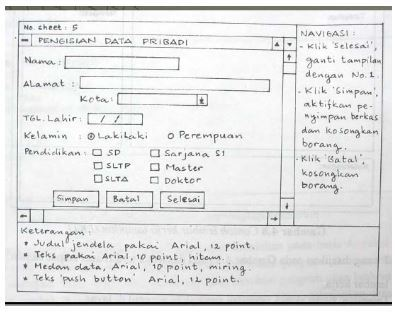 No. sheet : 5
PENGISIAN DATA PRIBADI
Nama :
ALamat :
Kota :
TGL. Lahir : / /
Kelamin : Lakilaki Perempuan
Pendidikan : SD Sarjana S1
SLTP Master
SLTA Doktor
Simpan Batal Selesai
NAVIGASI :
- Klik 'Selesai',
ganti tampilan
dengan No.1.
- Klik 'Simpan',
aktifkan pe-
nyimpan berkas
dan kosongkan
borang.
- Klik 'Batal',
kosongkan
borang.
Keterangan :
* Judul jendela pakai Arial, 12 point.
* Teks pakai Arial, 10 point, hitam.
* Medan data, Arial, 10 point, miring.
* Teks 'push button' Arial, 12 point.